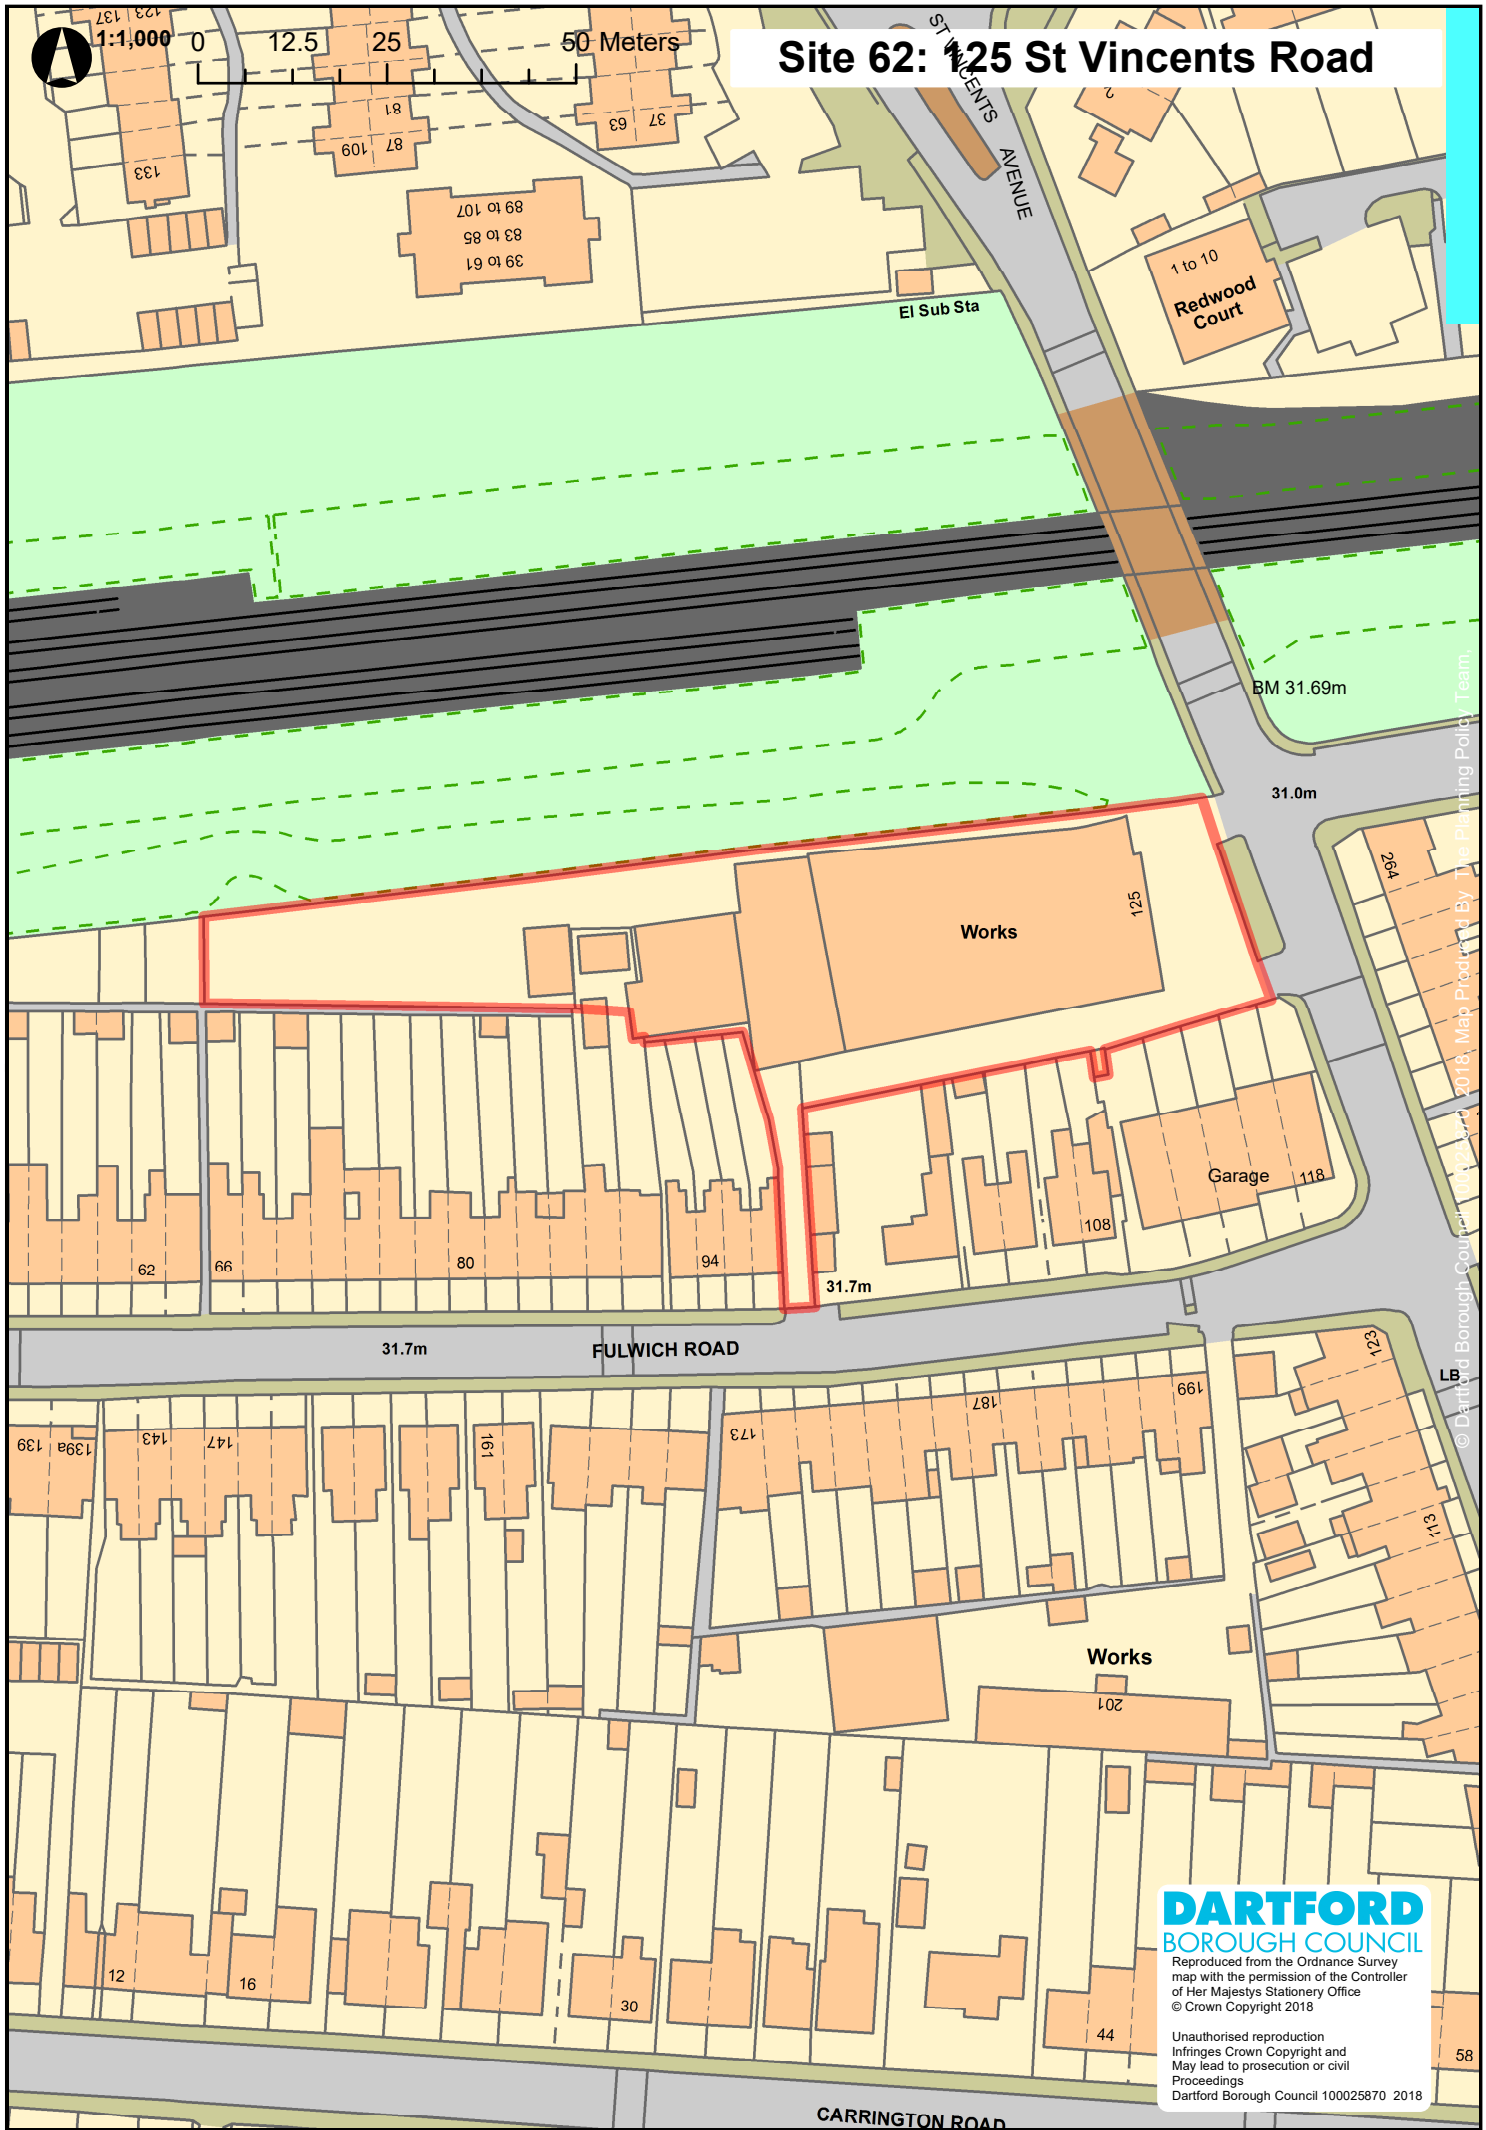 137
123
1:1,000
0
12.5
25
50 Meters
Site 62: 125 St Vincents Road
ST VINCENTS
AVENUE
81
109
87
63
37
133
89 to 107
83 to 85
39 to 61
1 to 10
Redwood
Court
El Sub Sta
BM 31.69m
31.0m
264
125
Works
Garage
118
108
62
66
80
94
31.7m
31.7m
FULWICH ROAD
123
LB
139
139a
143
147
161
173
187
199
113
Works
201
12
16
30
44
58
CARRINGTON ROAD
DARTFORD
BOROUGH COUNCIL
Reproduced from the Ordnance Survey
map with the permission of the Controller
of Her Majestys Stationery Office
© Crown Copyright 2018
Unauthorised reproduction
Infringes Crown Copyright and
May lead to prosecution or civil
Proceedings
Dartford Borough Council 100025870 2018
© Dartford Borough Council 100025870 2018. Map Produced By The Planning Policy Team.